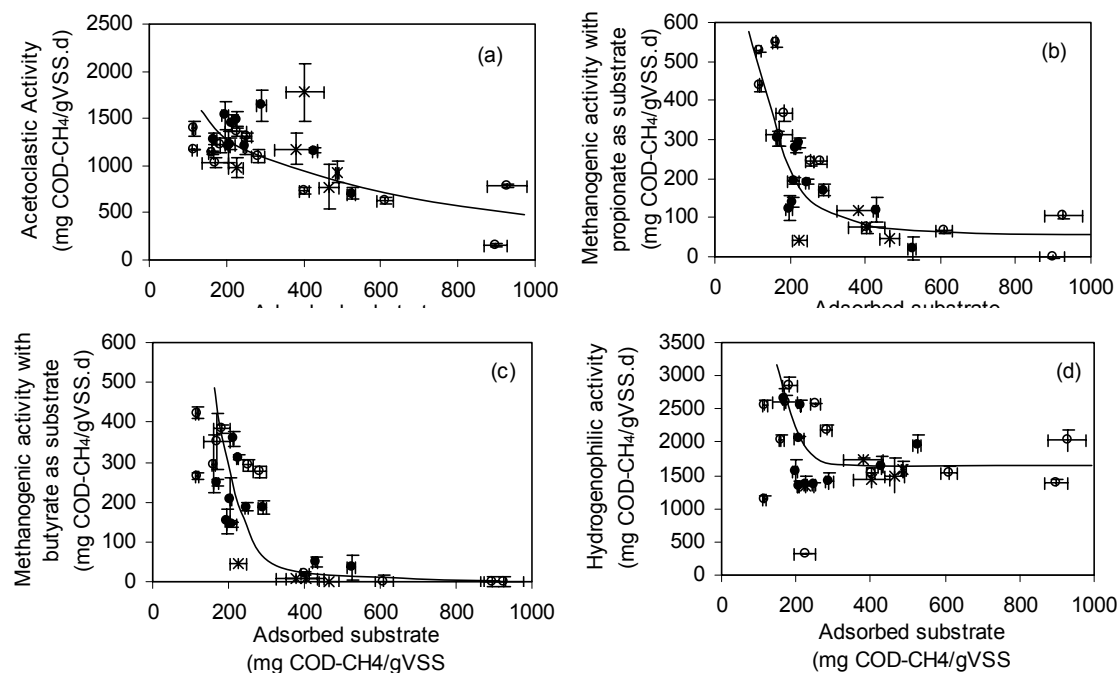 2500
2000
1500
1000
500
0
0 200 400 600 800 1000
Acetoclastic Activity
(mg COD-CH4/gVSS.d)
(a)
600
500
400
300
200
100
0
0 200 400 600 800 1000
Methanogenic activity with
propionate as substrate
(mg COD-CH4/gVSS.d)
(b)
Adsorbed substrate
Adsorbed substrate
600
500
400
300
200
100
0
0 200 400 600 800 1000
Methanogenic activity with
butyrate as substrate
(mg COD-CH4/gVSS.d)
(c)
Adsorbed substrate
(mg COD-CH4/gVSS
3500
3000
2500
2000
1500
1000
500
0
0 200 400 600 800 1000
Hydrogenophilic activity
(mg COD-CH4/gVSS.d)
(d)
Adsorbed substrate
(mg COD-CH4/gVSS